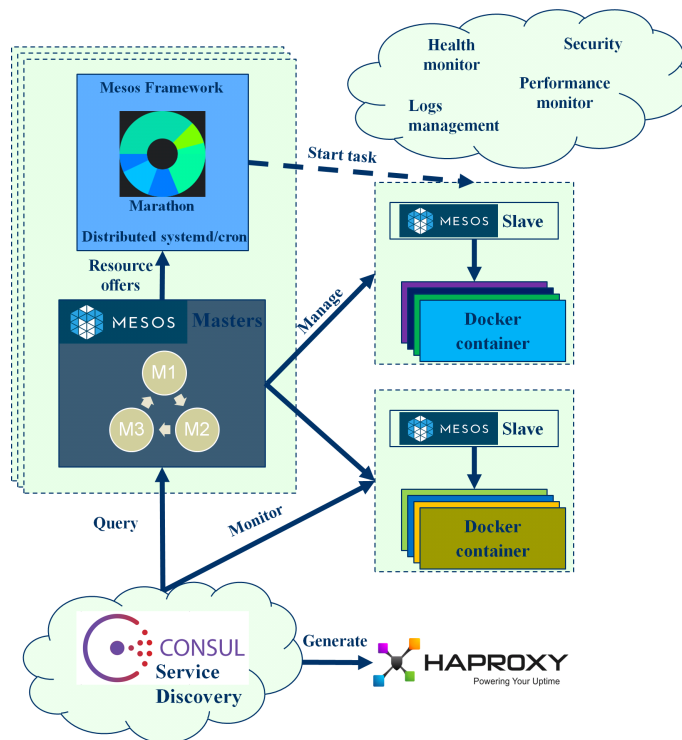 Health
monitor
Security
Performance
monitor
Logs
management
Mesos Framework
Marathon
Distributed systemd/cron
Start task
Resource
offers
MESOS Masters
M1
M3
M2
Manage
MESOS Slave
Docker
container
MESOS Slave
Docker
container
Query
Monitor
CONSUL
Service
Discovery
Generate
HAPROXY
Powering Your Uptime